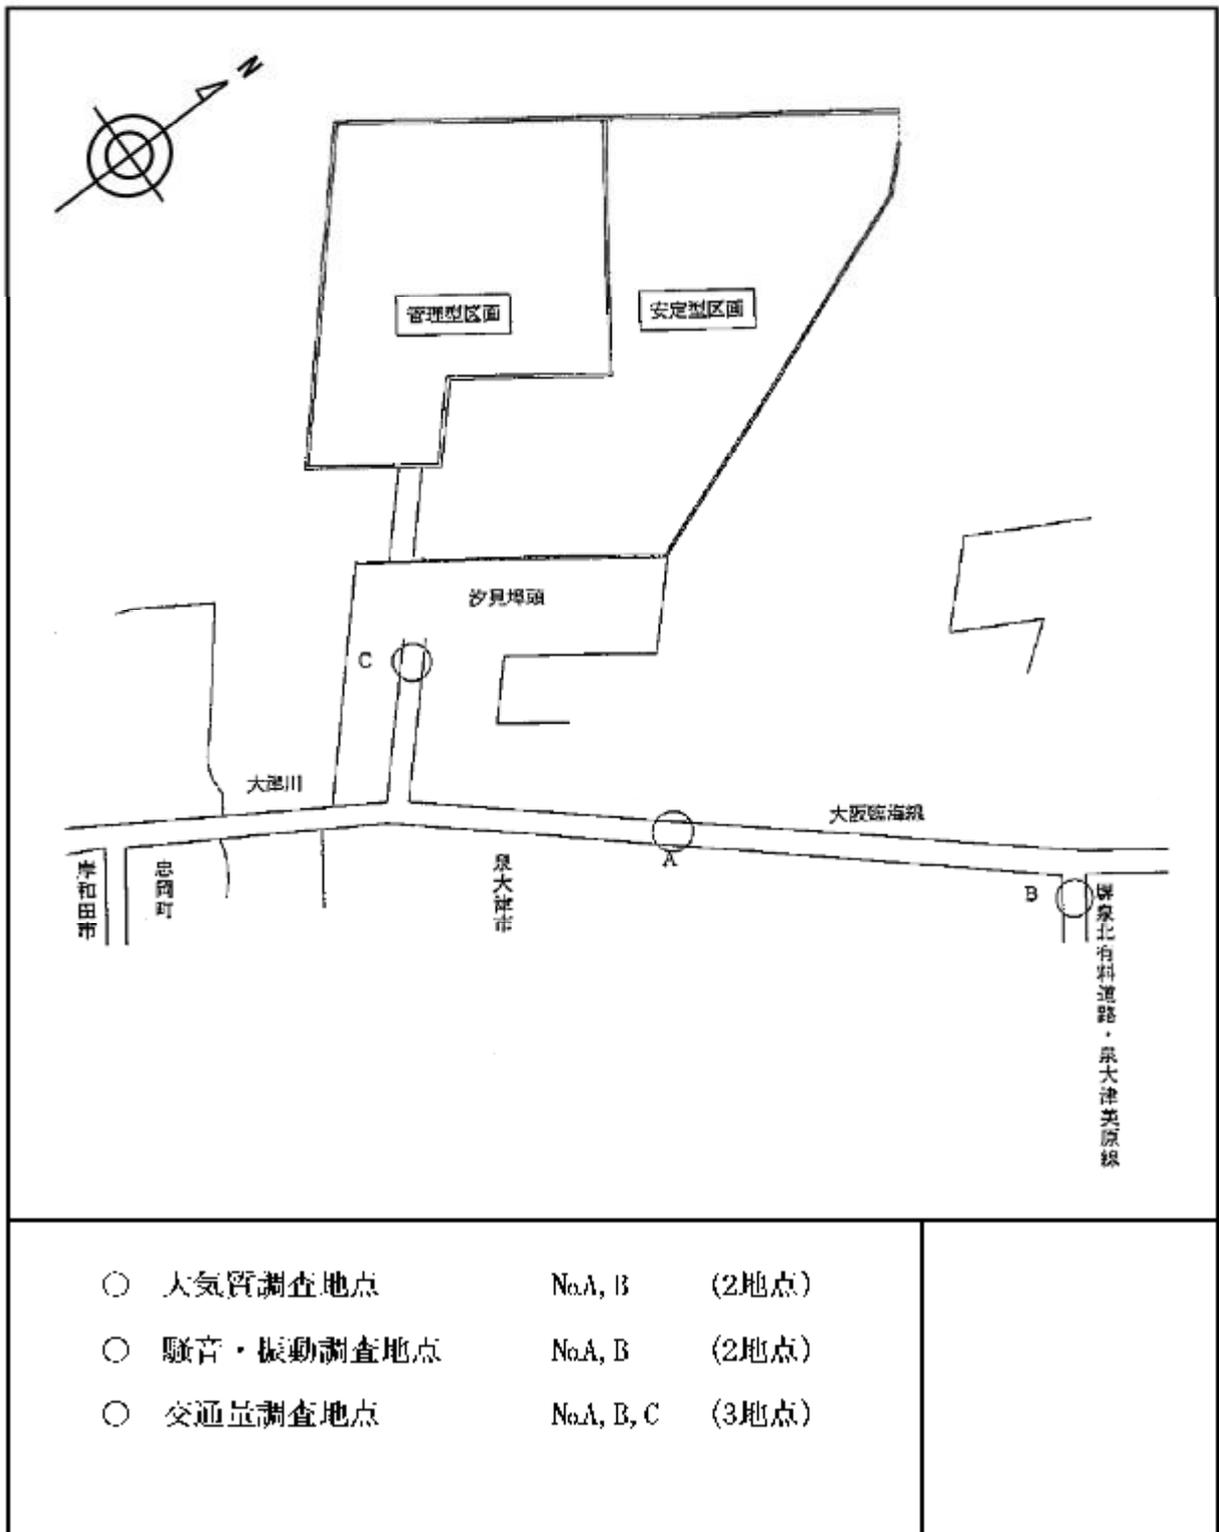 N
管理型区画
安定型区画
汐見埠頭
C
大津川
大阪臨海線
A
B
岸和田市
忠岡町
泉大津市
堺泉北有料道路・泉大津美原線
○ 大気質調査地点 No.A, B (2地点)
○ 騒音・振動調査地点 No.A, B (2地点)
○ 交通量調査地点 No.A, B, C (3地点)